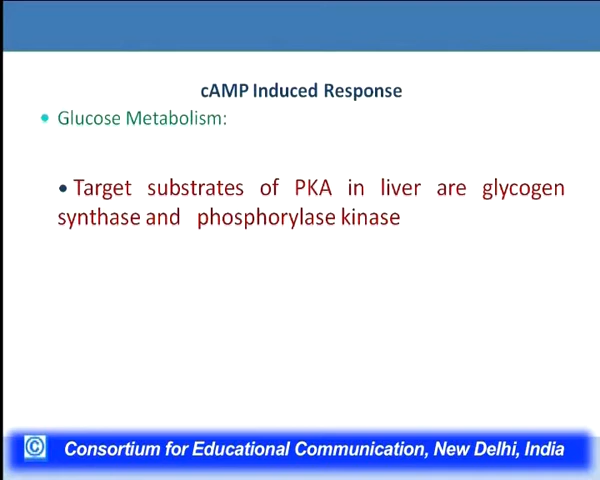 cAMP Induced Response
• Glucose Metabolism:
• Target substrates of PKA in liver are glycogen
synthase and phosphorylase kinase
© Consortium for Educational Communication, New Delhi, India